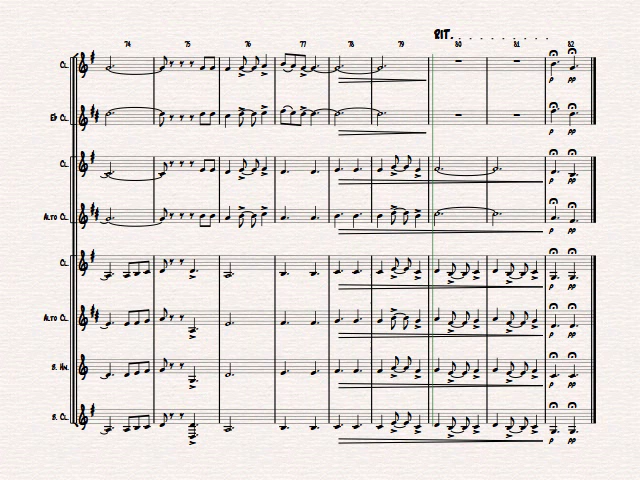 RIT. . . . . . . . . .
74 75 76 77 78 79 80 81 82
CL.
p pp
Eb CL.
p pp
CL.
p pp
ALTO CL.
p pp
CL.
p pp
ALTO CL.
p pp
B. HN.
p pp
B. CL.
p pp